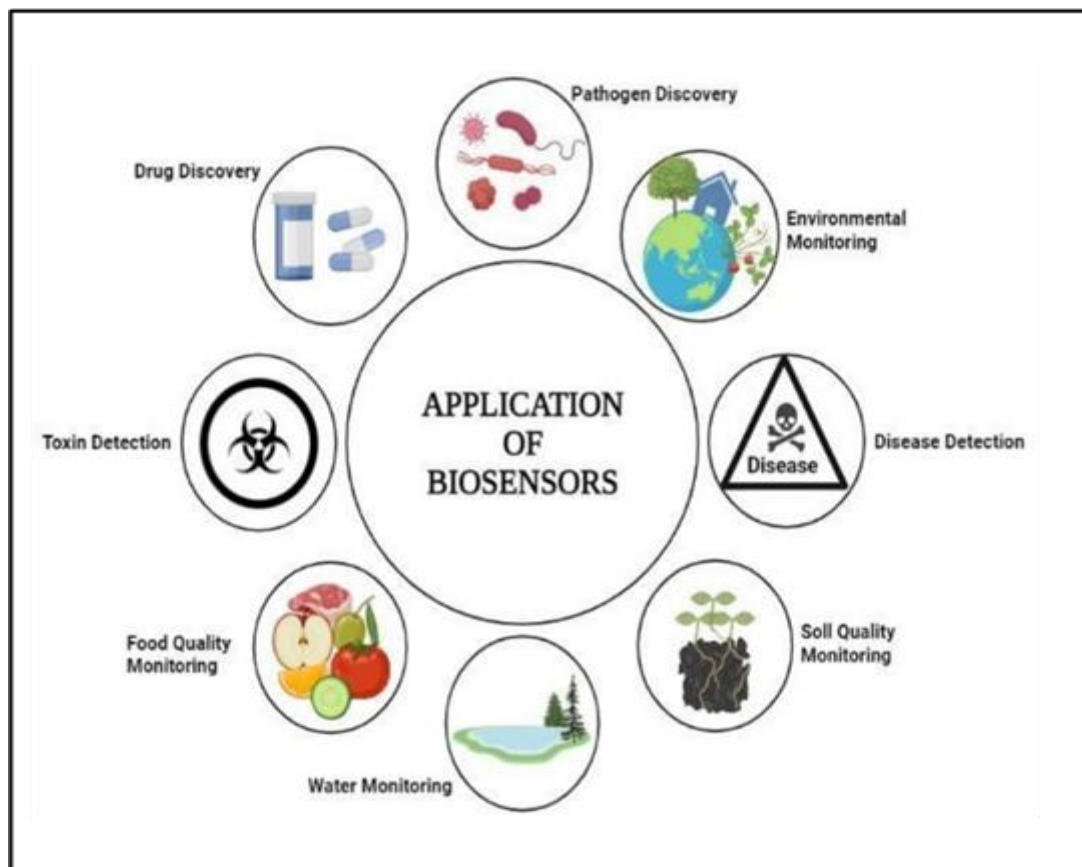 Pathogen Discovery
Drug Discovery
Environmental
Monitoring
APPLICATION
OF
BIOSENSORS
Toxin Detection
Disease
Disease Detection
Food Quality
Monitoring
Soll Quality
Monitoring
Water Monitoring